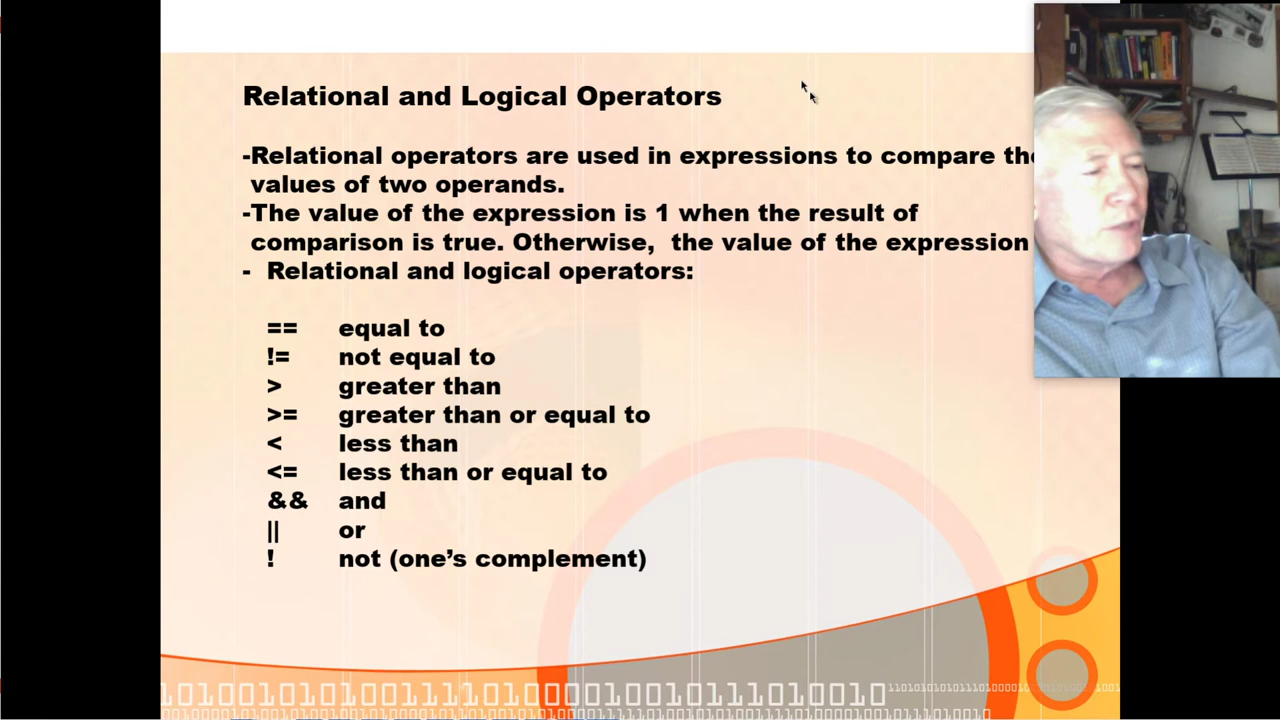 Relational and Logical Operators
-Relational operators are used in expressions to compare the
values of two operands.
-The value of the expression is 1 when the result of
comparison is true. Otherwise, the value of the expression
- Relational and logical operators:
== equal to
!= not equal to
> greater than
>= greater than or equal to
< less than
<= less than or equal to
&& and
|| or
! not (one’s complement)